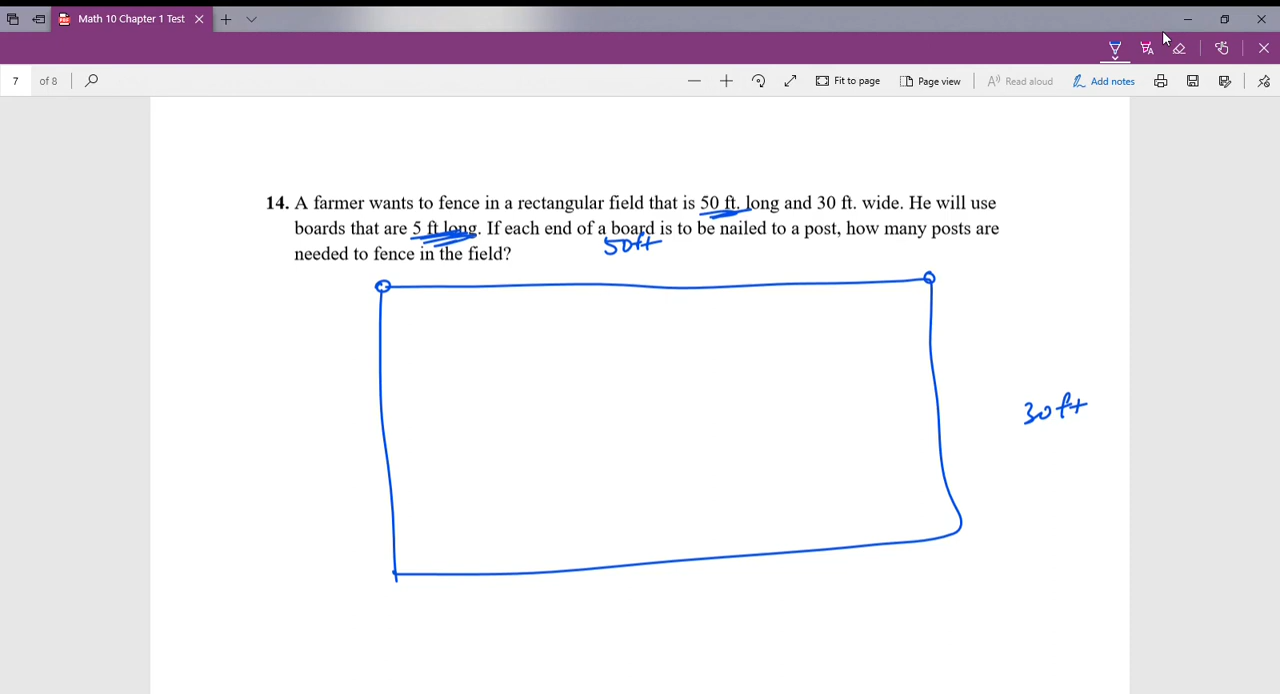 Math 10 Chapter 1 Test
7 of 8
Fit to page
Page view
Read aloud
Add notes
14. A farmer wants to fence in a rectangular field that is 50 ft. long and 30 ft. wide. He will use
boards that are 5 ft long. If each end of a board is to be nailed to a post, how many posts are
needed to fence in the field?
50ft
30ft